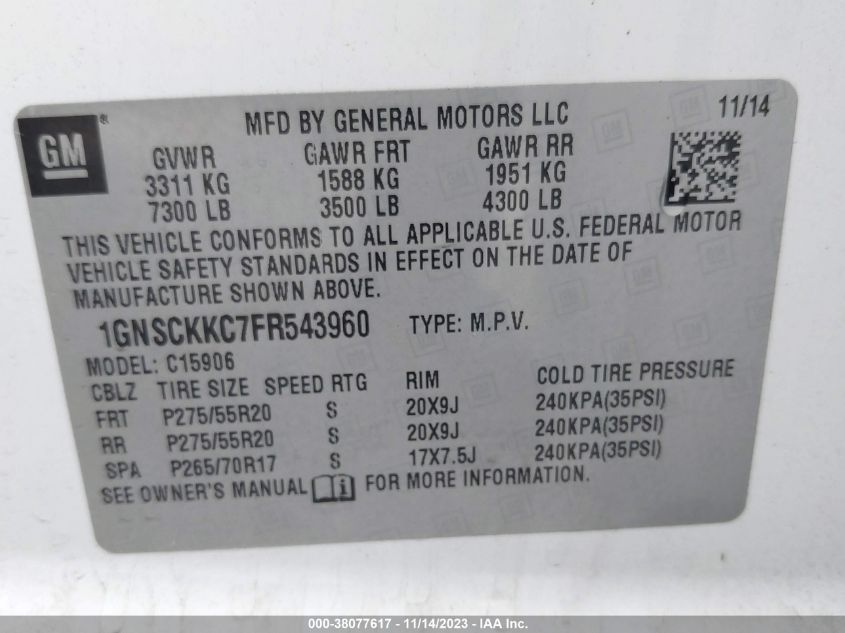 GM
®
MFD BY GENERAL MOTORS LLC
11/14
GVWR GAWR FRT GAWR RR
3311 KG 1588 KG 1951 KG
7300 LB 3500 LB 4300 LB
THIS VEHICLE CONFORMS TO ALL APPLICABLE U.S. FEDERAL MOTOR
VEHICLE SAFETY STANDARDS IN EFFECT ON THE DATE OF
MANUFACTURE SHOWN ABOVE.
1GNSCKKC7FR543960 TYPE: M.P.V.
MODEL: C15906
CBLZ TIRE SIZE SPEED RTG RIM COLD TIRE PRESSURE
FRT P275/55R20 S 20X9J 240KPA(35PSI)
RR P275/55R20 S 20X9J 240KPA(35PSI)
SPA P265/70R17 S 17X7.5J 240KPA(35PSI)
SEE OWNER'S MANUAL i FOR MORE INFORMATION.
000-38077617 - 11/14/2023 - IAA Inc.